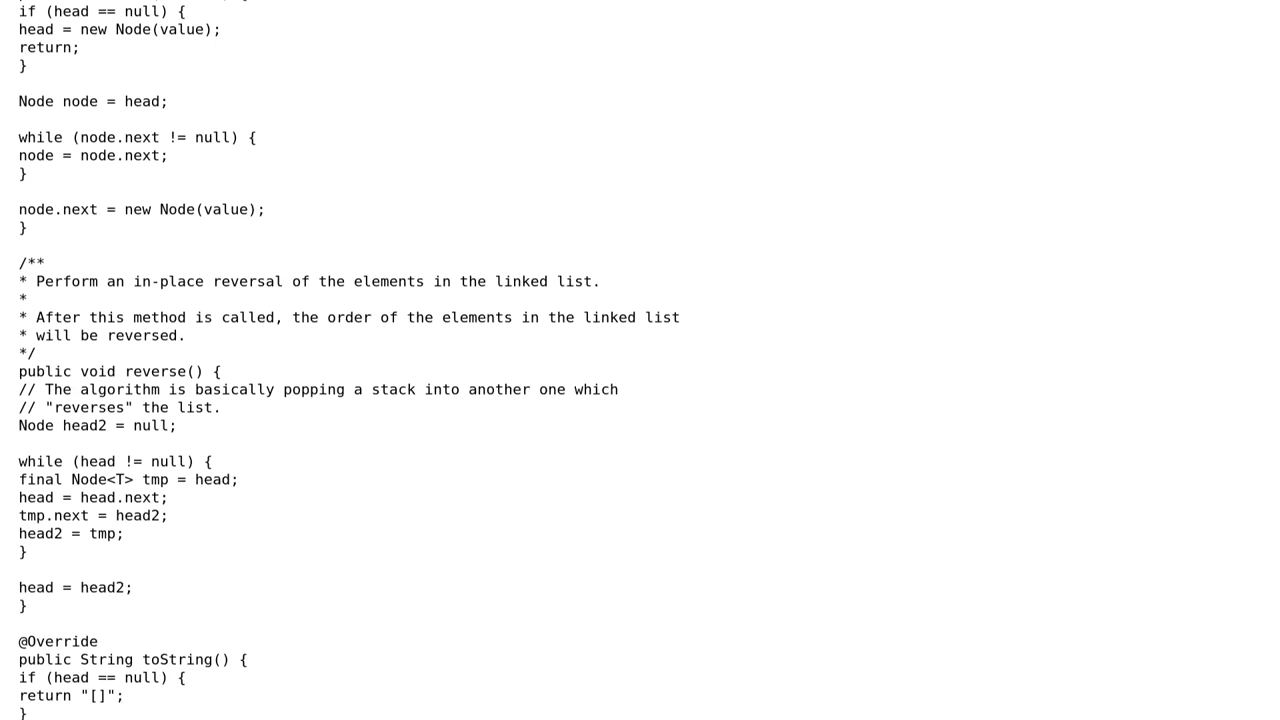 if (head == null) {
head = new Node(value);
return;
}
Node node = head;
while (node.next != null) {
node = node.next;
}
node.next = new Node(value);
}
/**
* Perform an in-place reversal of the elements in the linked list.
*
* After this method is called, the order of the elements in the linked list
* will be reversed.
*/
public void reverse() {
// The algorithm is basically popping a stack into another one which
// "reverses" the list.
Node head2 = null;
while (head != null) {
final Node<T> tmp = head;
head = head.next;
tmp.next = head2;
head2 = tmp;
}
head = head2;
}
@Override
public String toString() {
if (head == null) {
return "[]";
}